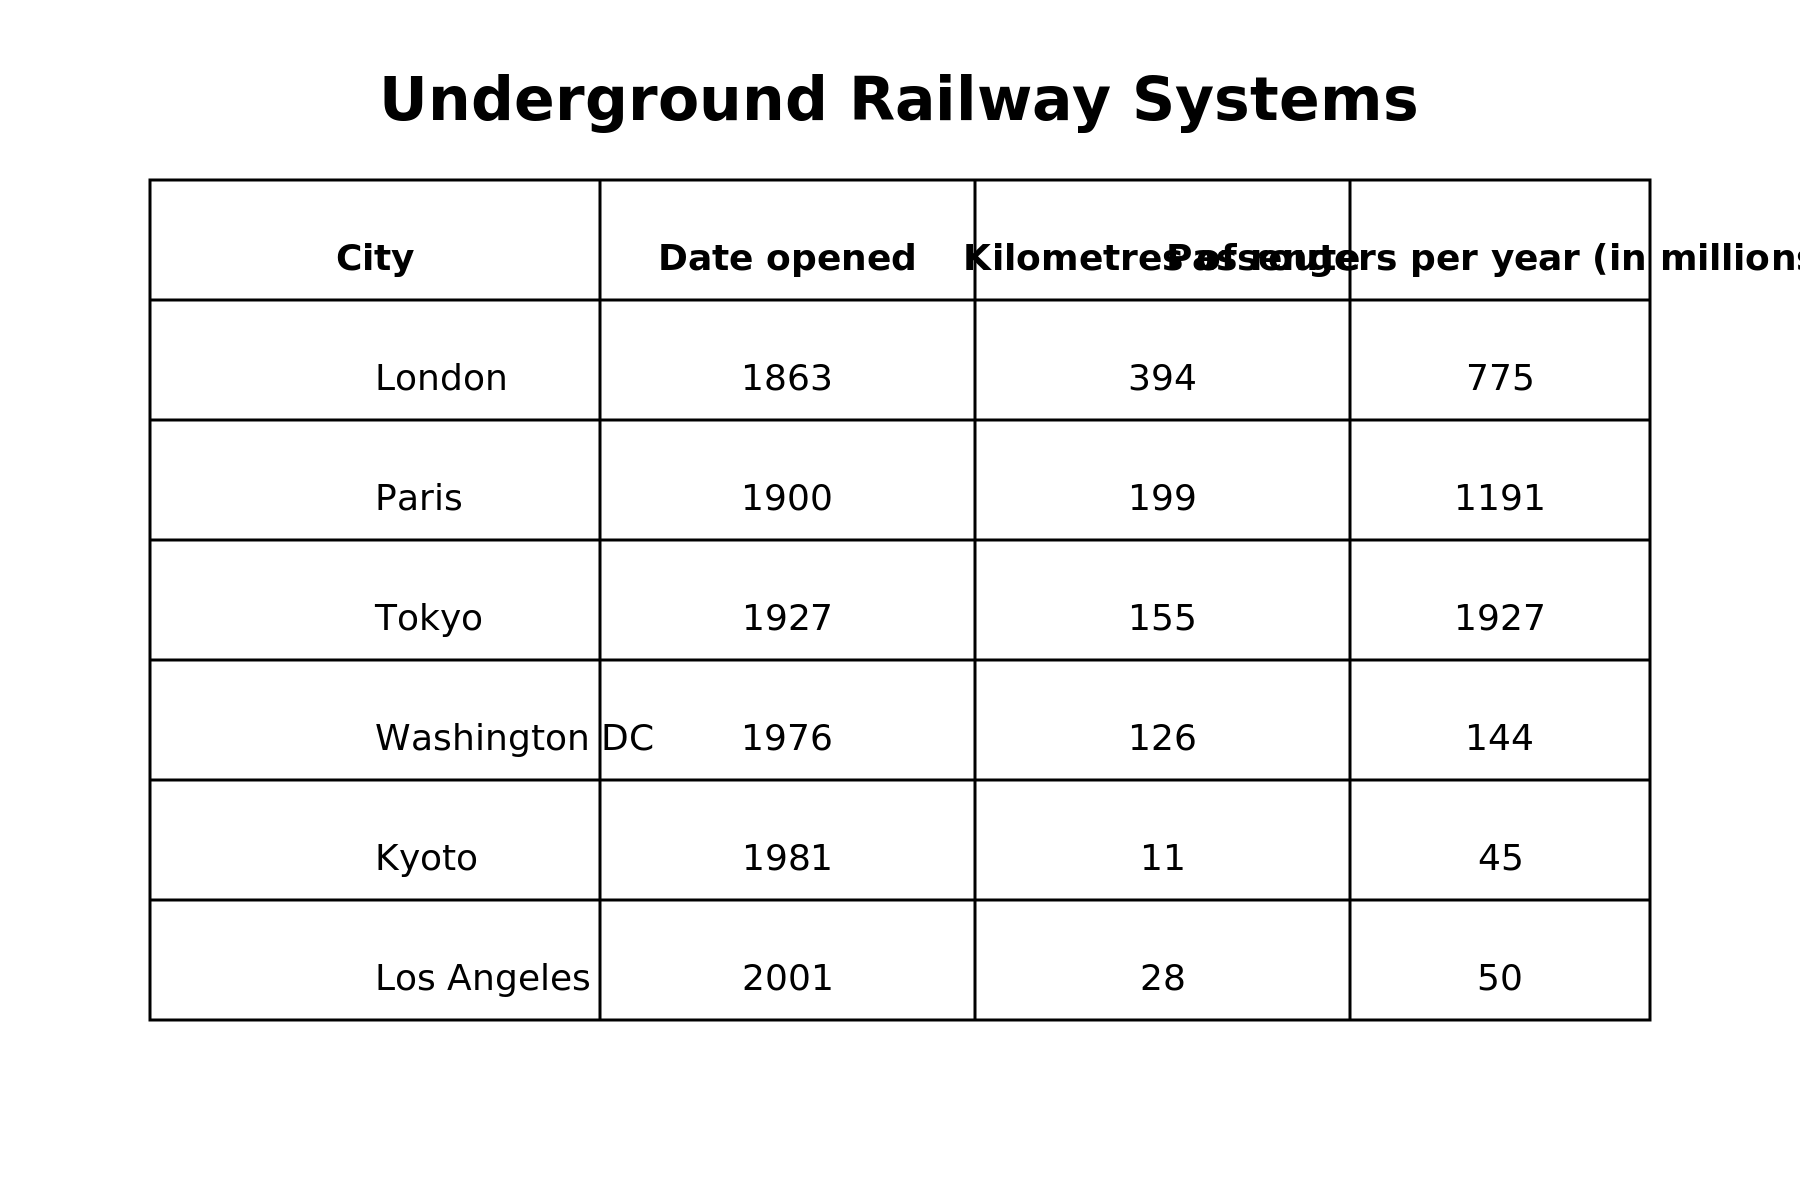 Underground Railway Systems
City Date opened Kilometres of route Passengers per year (in millions
London 1863 394 775
Paris 1900 199 1191
Tokyo 1927 155 1927
Washington DC 1976 126 144
Kyoto 1981 11 45
Los Angeles 2001 28 50